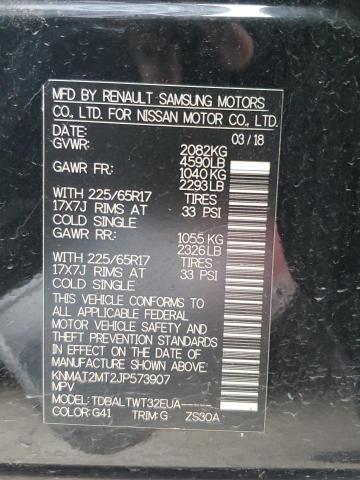 MFD BY RENAULT SAMSUNG MOTORS
CO., LTD. FOR NISSAN MOTOR CO., LTD.
DATE: 03 / 18
GVWR: 2082KG
4590LB
GAWR FR: 1040 KG
2293LB
WITH 225/65R17 TIRES
17X7J RIMS AT 33 PSI
COLD SINGLE
GAWR RR: 1055 KG
2326LB
WITH 225/65R17 TIRES
17X7J RIMS AT 33 PSI
COLD SINGLE
THIS VEHICLE CONFORMS TO
ALL APPLICABLE FEDERAL
MOTOR VEHICLE SAFETY AND
THEFT PREVENTION STANDARDS
IN EFFECT ON THE DATE OF
MANUFACTURE SHOWN ABOVE.
KNMAT2MT2JP573907
MPV
MODEL: TDBALTWT32EUA-----
COLOR: G41 TRIM: G ZS30A